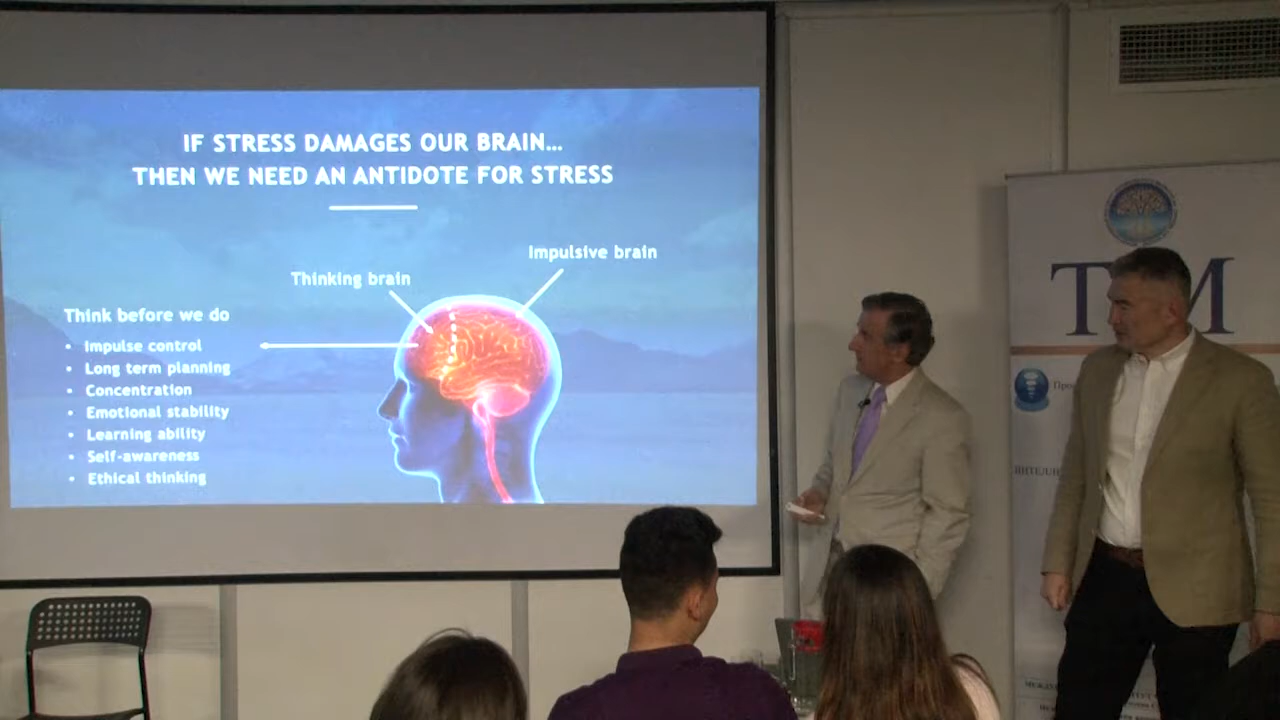 IF STRESS DAMAGES OUR BRAIN...
THEN WE NEED AN ANTIDOTE FOR STRESS
Impulsive brain
Thinking brain
Think before we do
• Impulse control
• Long term planning
• Concentration
• Emotional stability
• Learning ability
• Self-awareness
• Ethical thinking
T M